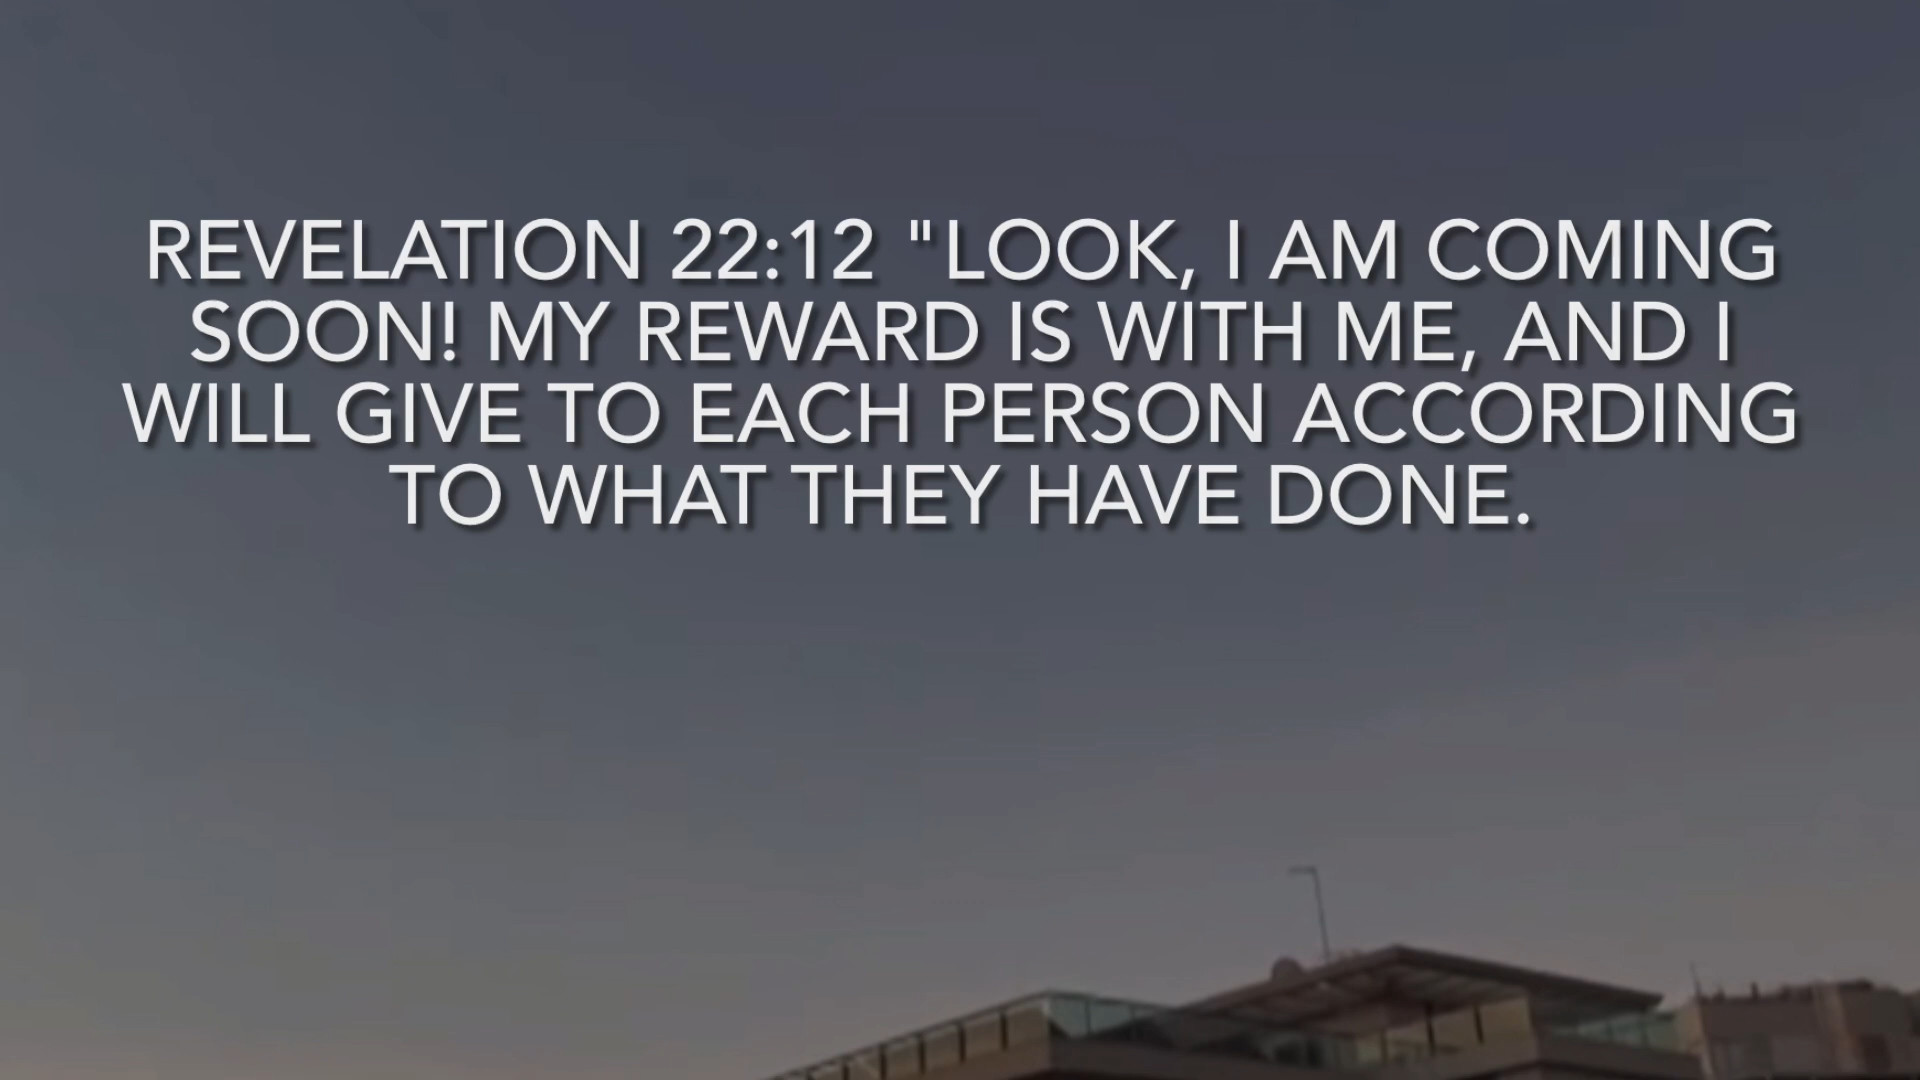 REVELATION 22:12 "LOOK, I AM COMING
SOON! MY REWARD IS WITH ME, AND I
WILL GIVE TO EACH PERSON ACCORDING
TO WHAT THEY HAVE DONE.